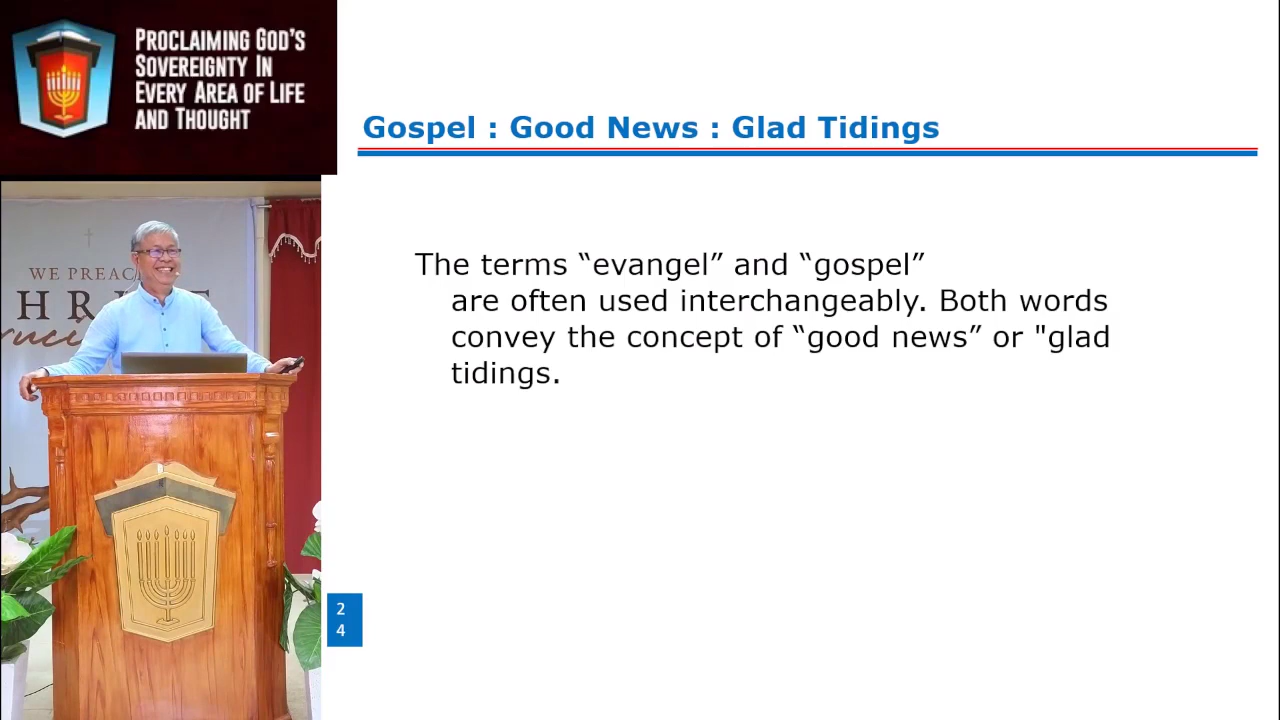 PROCLAIMING GOD'S
SOVEREIGNTY IN
EVERY AREA OF LIFE
AND THOUGHT
Gospel : Good News : Glad Tidings
The terms “evangel” and “gospel”
are often used interchangeably. Both words
convey the concept of “good news” or "glad
tidings.
WE PREAC
2
4